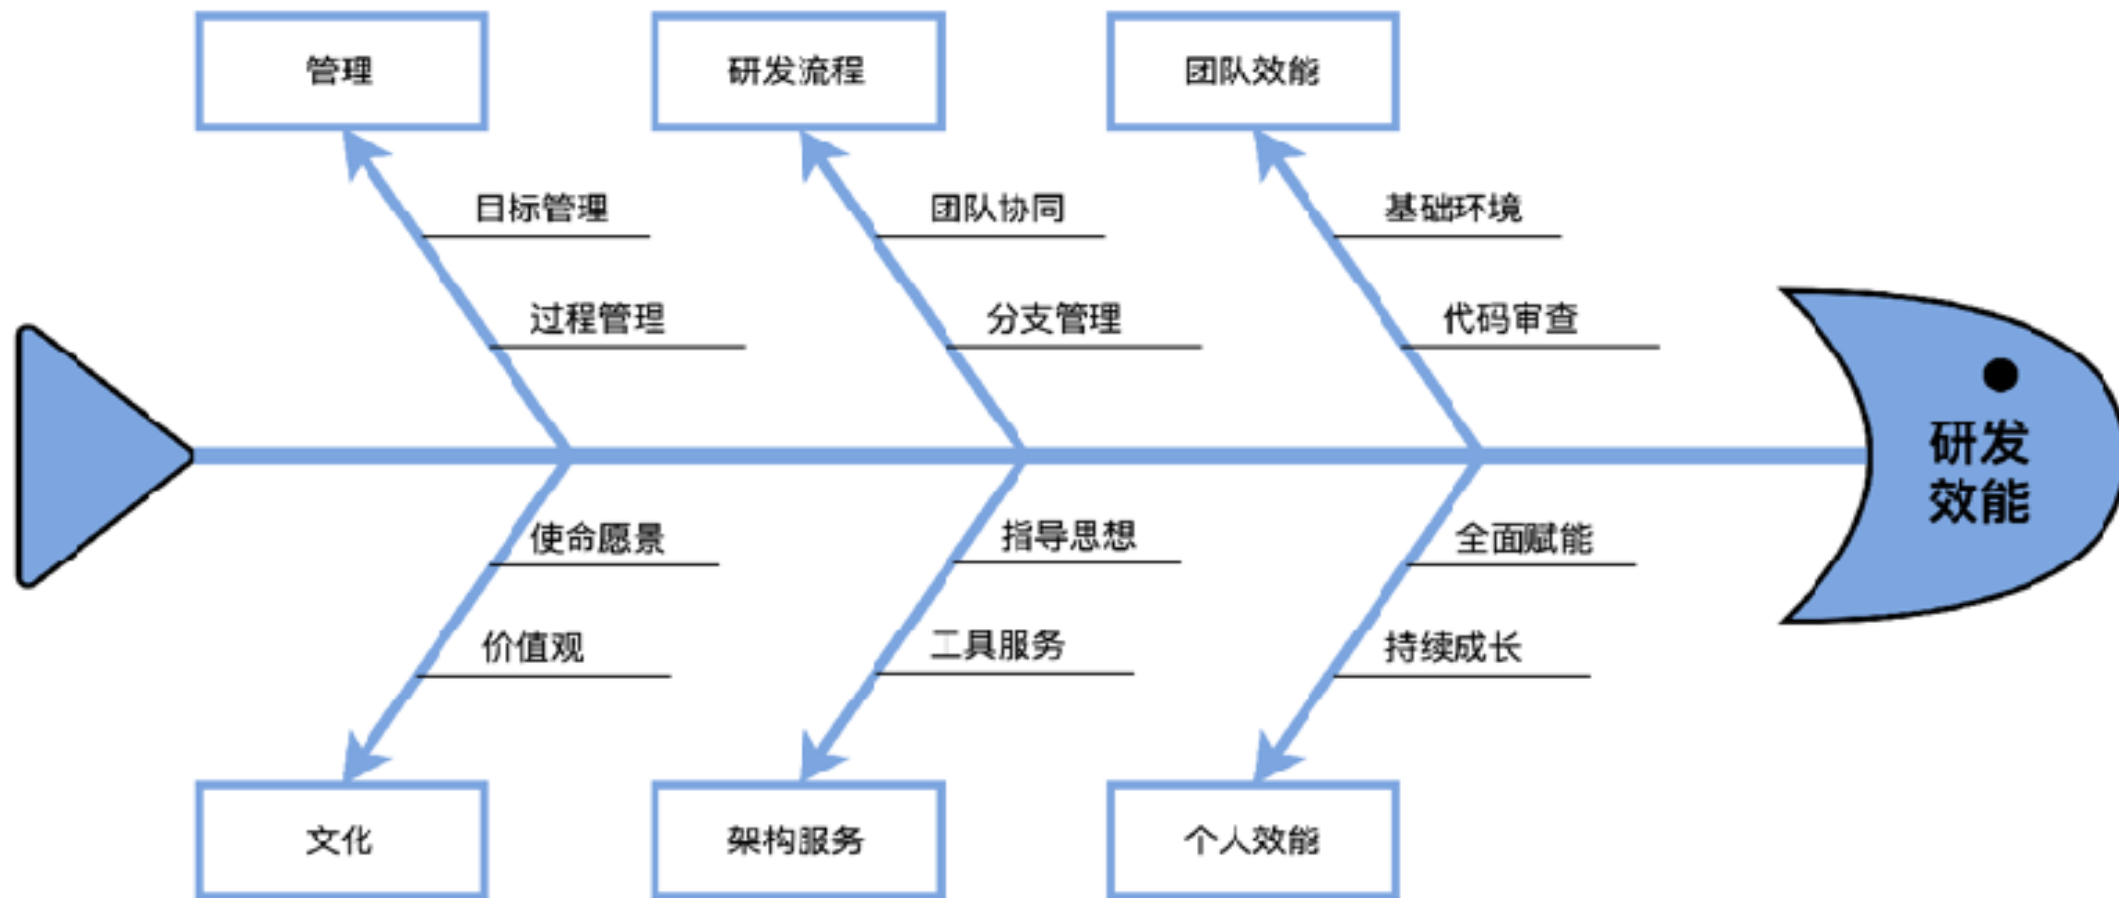 管理
研发流程
团队效能
目标管理
团队协同
基础环境
过程管理
分支管理
代码审查
研发
效能
使命愿景
指导思想
全面赋能
价值观
工具服务
持续成长
文化
架构服务
个人效能